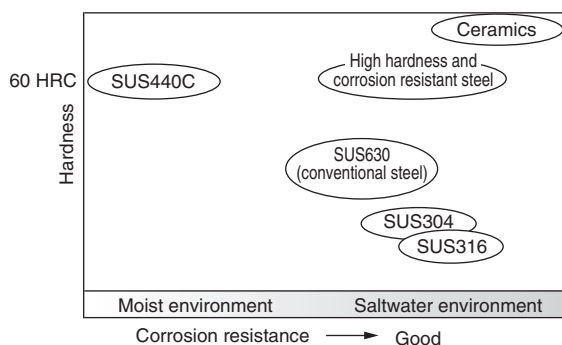 Ceramics
High hardness and
corrosion resistant steel
60 HRC
SUS440C
Hardness
SUS630
(conventional steel)
SUS304
SUS316
Moist environment
Saltwater environment
Corrosion resistance
Good